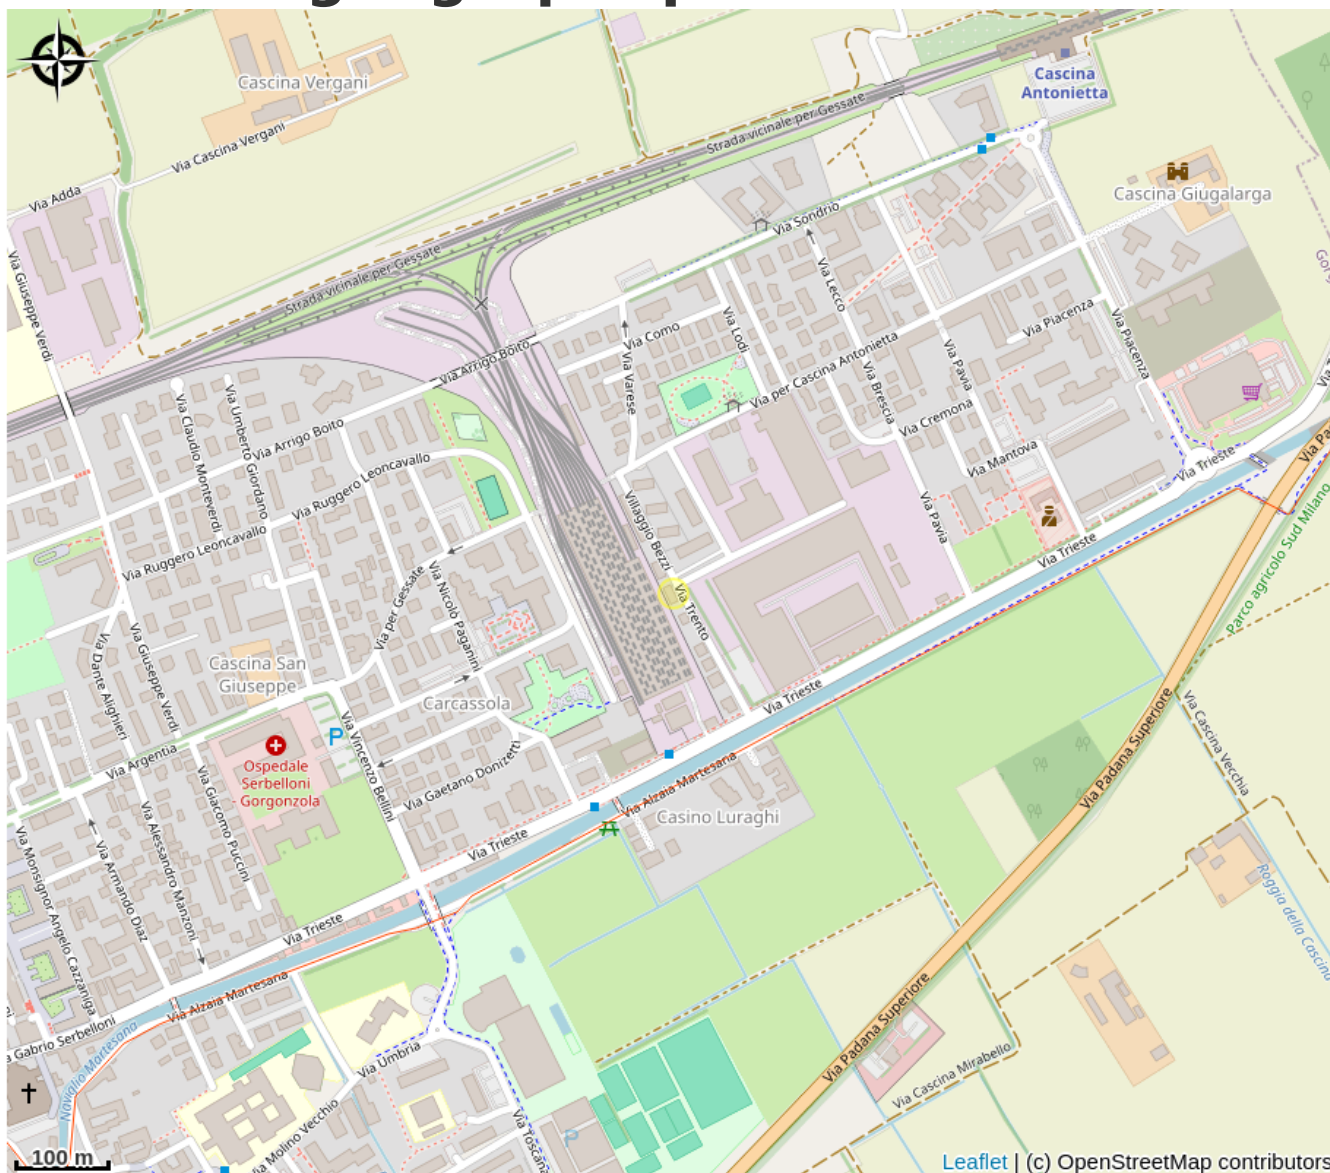 Cascina Vergani
Cascina
Antonietta
Strada vicinale per Gessate
Via Cascina Vergani
Via Adda
Cascina Giugalarga
Via Sondrio
Via Giuseppe Verdi
Strada vicinale per Gessate
Via Lecco
Via Piacenza
Via Lodi
Via Como
Via Piacenza
Via Arrigo Boito
Via Varese
Via per Cascina Antonietta
Via Pavia
Via Brescia
Via Claudio Monteverdi
Via Umberto Giordano
Via Arrigo Boito
Via Cremona
Via Ruggero Leoncavallo
Via Mantova
Via Trieste
Villaggio Bezzi
Via Pavia
Via Ruggero Leoncavallo
Via Trieste
Parco agricolo Sud Milano
Via per Gessate
Via Nicolò Paganini
Via Trento
Via Dante Alighieri
Via Giuseppe Verdi
Cascina San
Giuseppe
Carcassola
Via Trieste
Via Padana Superiore
Via Cascina Vecchia
Via Vincenzo Bellini
P
Via Argentia
Ospedale
Serbelloni
- Gorgonzola
Via Giacomo Puccini
Via Gaetano Donizetti
Via Alzaia Martesana
Casino Luraghi
Via Trieste
Via Monsignor Angelo Cazzaniga
Via Armando Diaz
Via Alessandro Manzoni
Roggia della Cascina
Via Trieste
Via Alzaia Martesana
Via Padana Superiore
a Gabrio Serbelloni
Naviglio Martesana
Via Umbria
Via Cascina Mirabello
Via Molino Vecchio
Via Toscana
P
100 m
Leaflet | (c) OpenStreetMap contributors